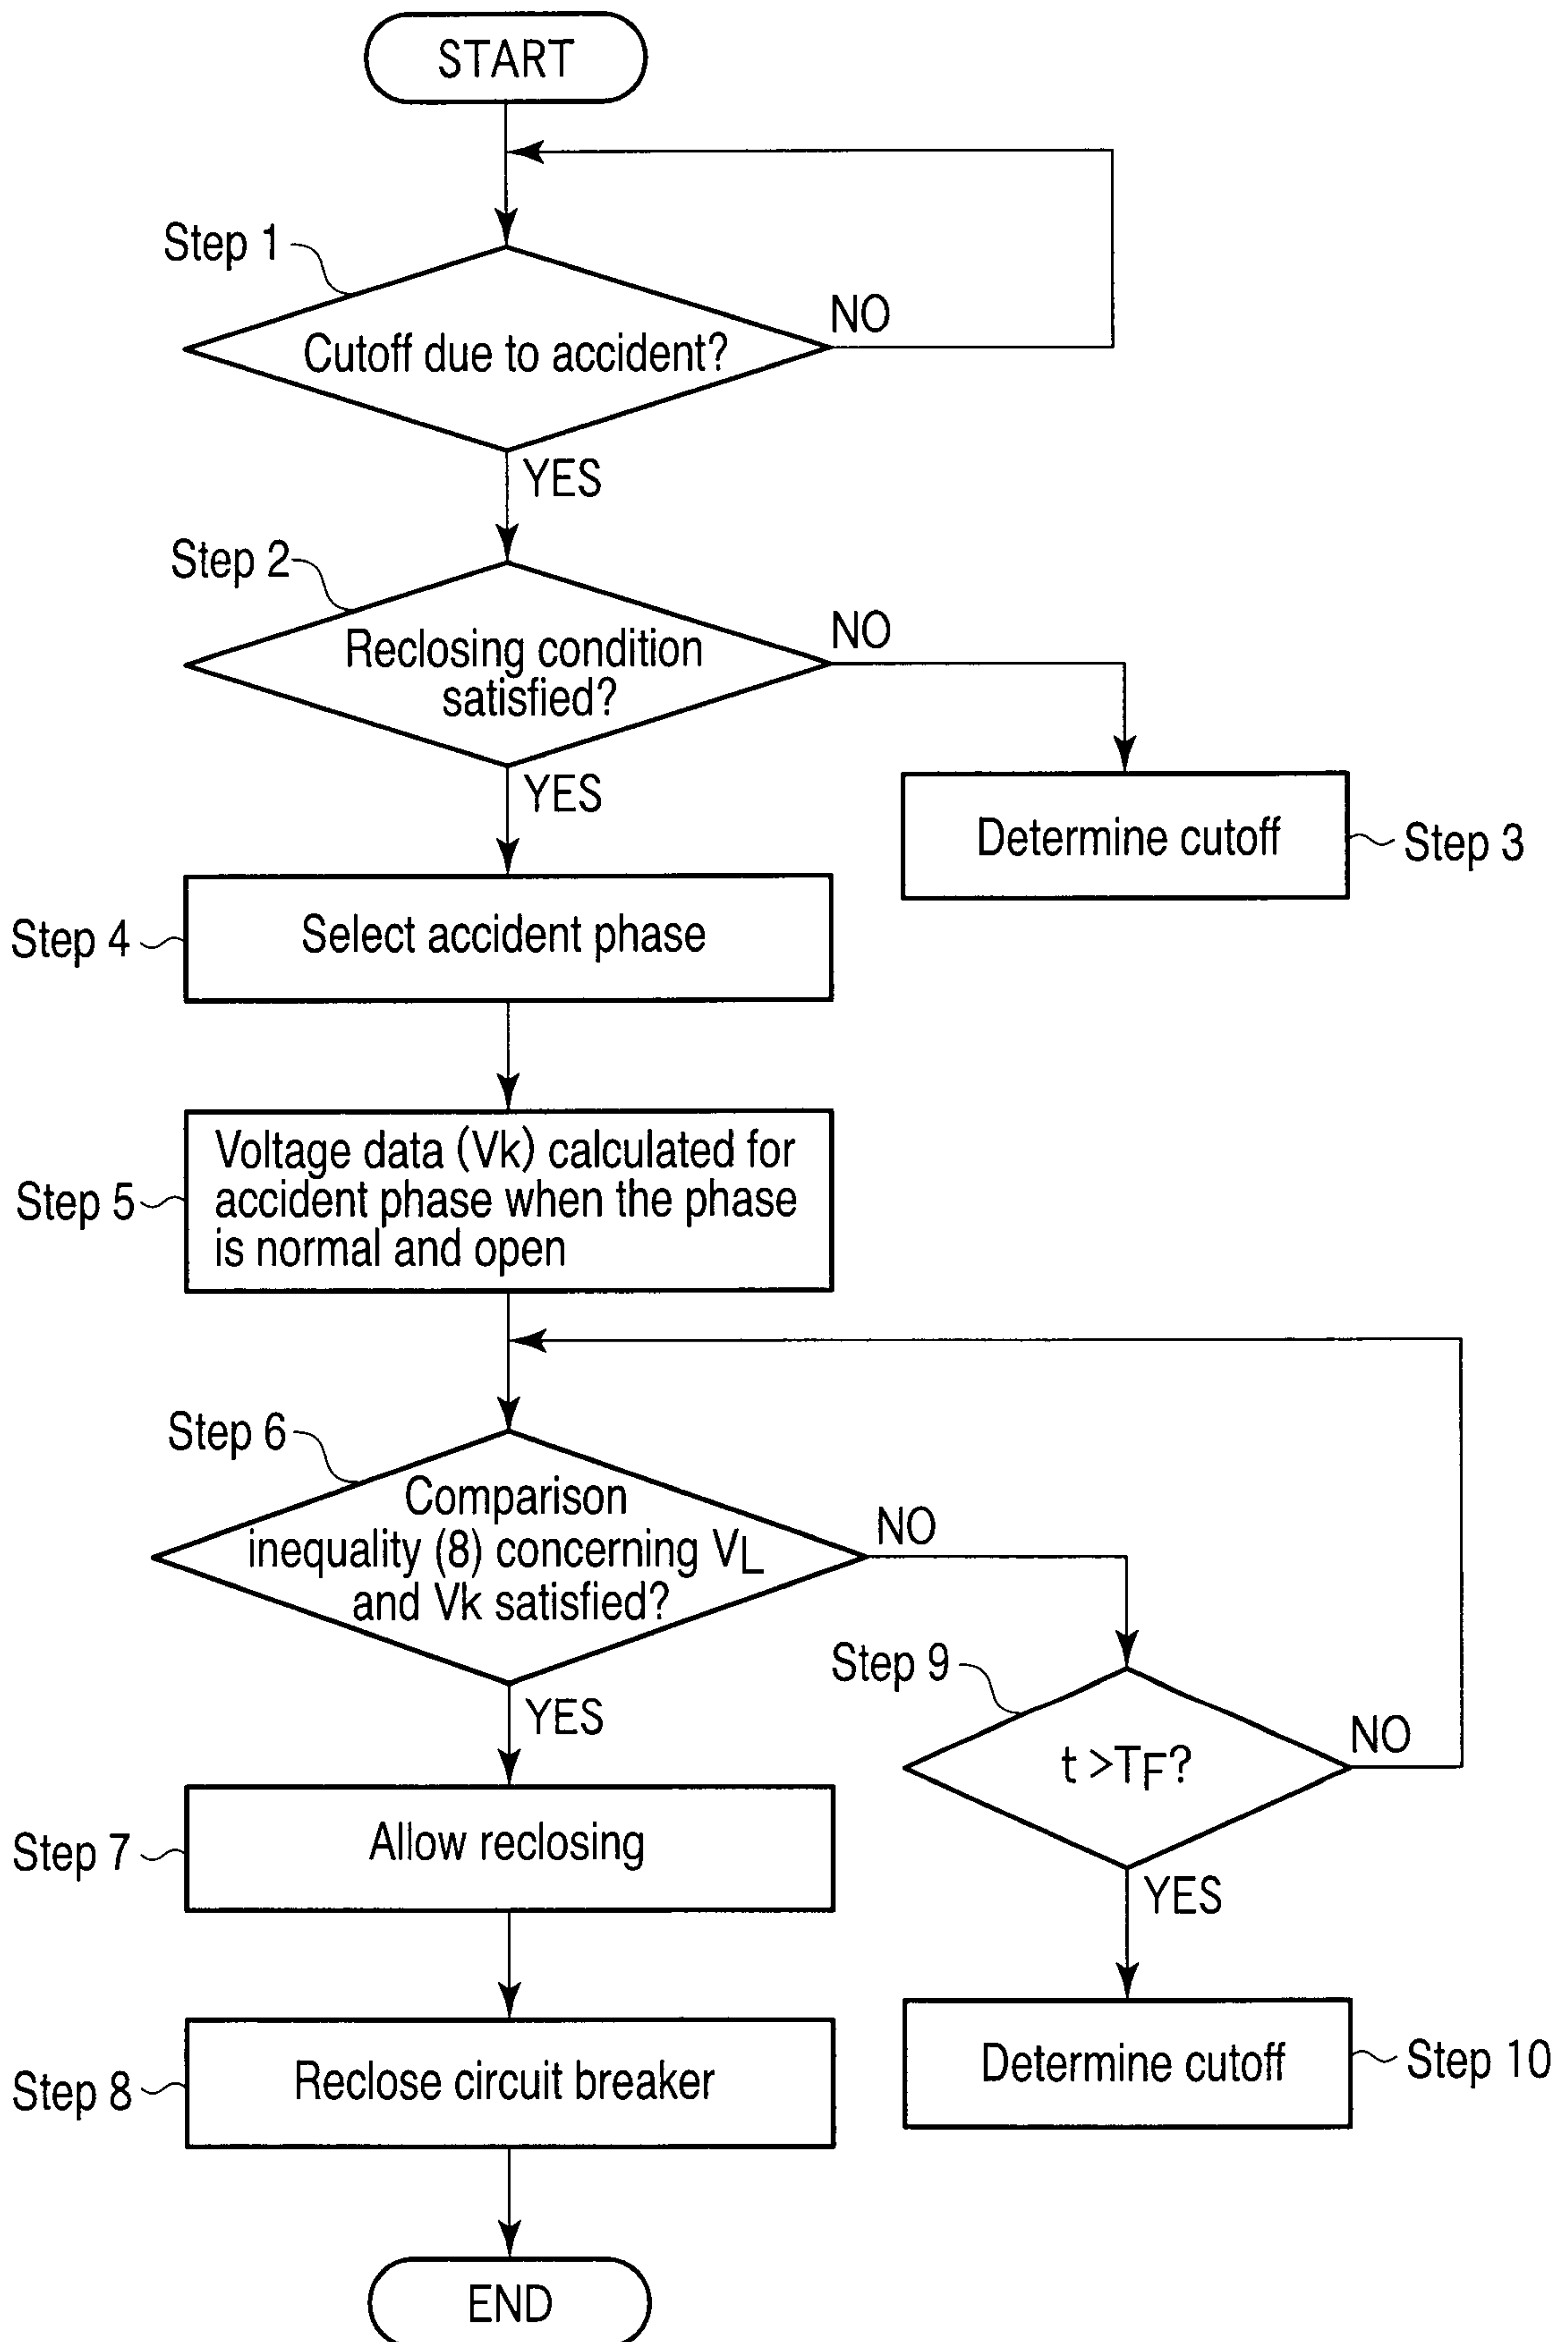 START
Step 1
Cutoff due to accident?
NO
YES
Step 2
Reclosing condition
satisfied?
NO
YES
Determine cutoff
Step 3
Step 4
Select accident phase
Step 5
Voltage data (Vk) calculated for
accident phase when the phase
is normal and open
Step 6
Comparison
inequality (8) concerning VL
and Vk satisfied?
NO
YES
Step 9
t >TF?
NO
YES
Step 7
Allow reclosing
Step 8
Reclose circuit breaker
Determine cutoff
Step 10
END